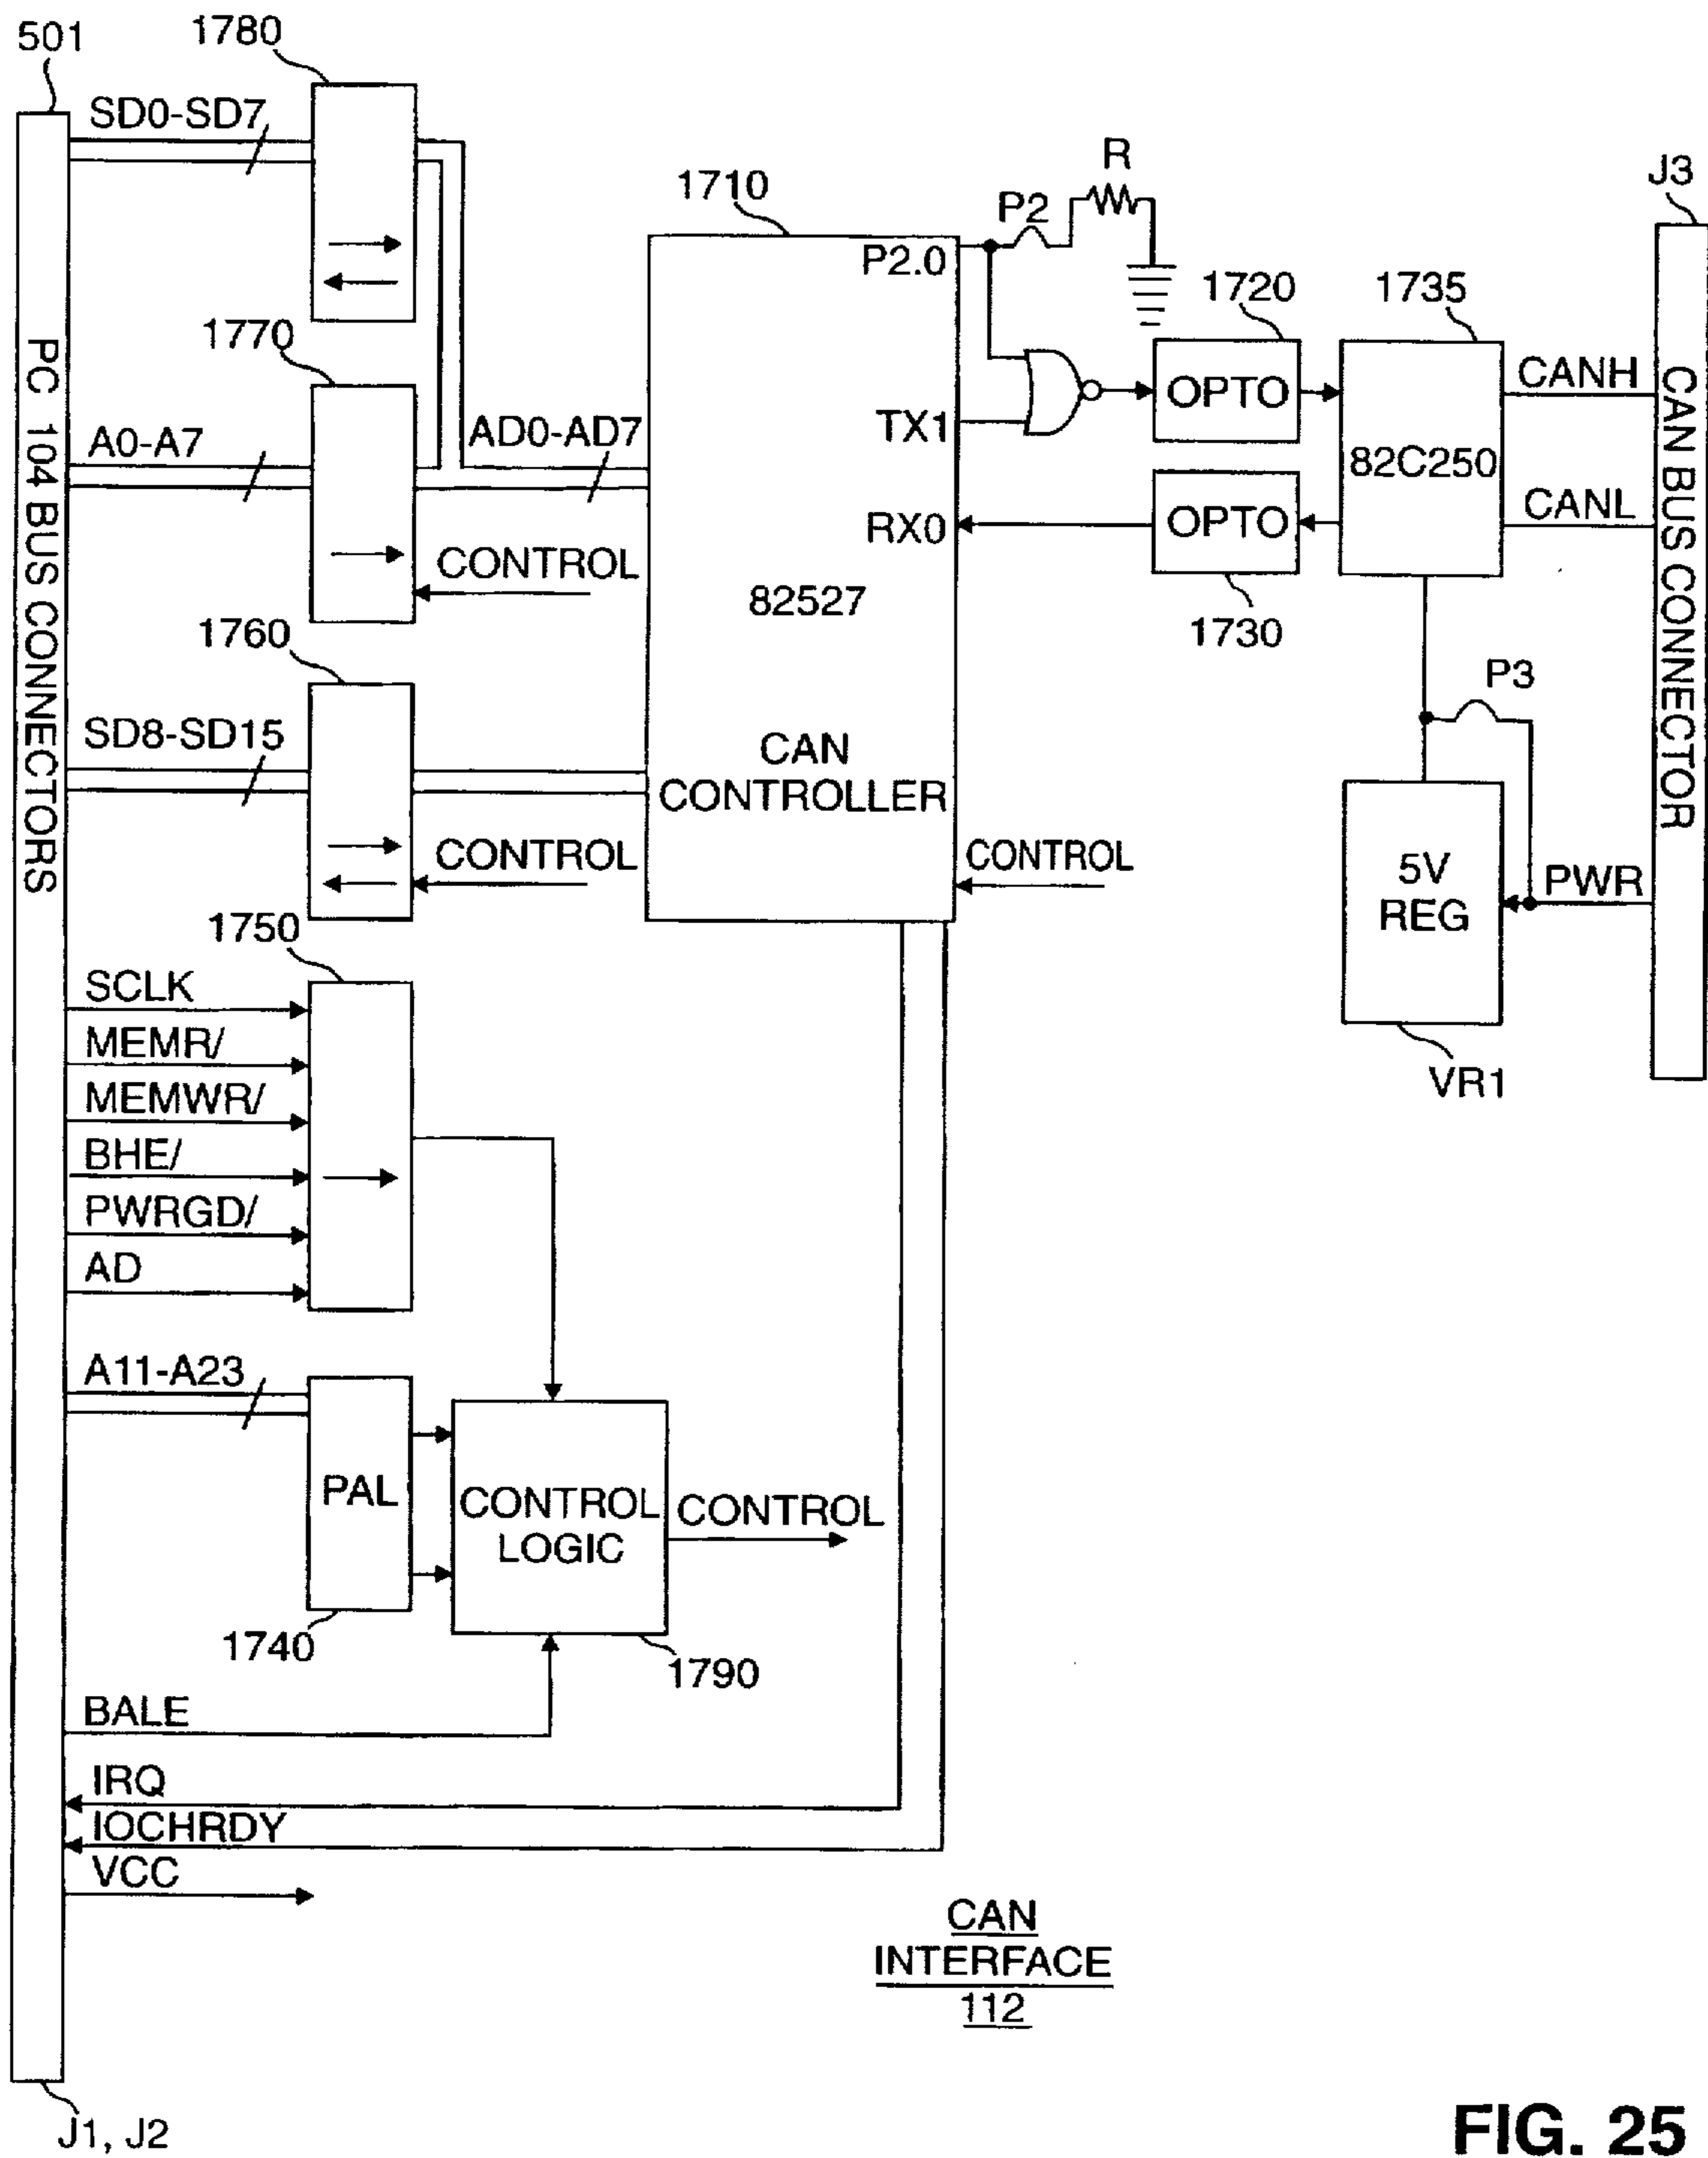 501
1780
SD0-SD7
1710
R
P2
J3
P2.0
1720
1735
1770
A0-A7
AD0-AD7
TX1
OPTO
82C250
CANH
RX0
OPTO
CANL
CONTROL
82527
1730
1760
P3
SD8-SD15
CAN
CONTROLLER
CONTROL
CONTROL
5V
REG
PWR
VR1
PC 104 BUS CONNECTORS
CAN BUS CONNECTOR
1750
SCLK
MEMR/
MEMWR/
BHE/
PWRGD/
AD
A11-A23
PAL
CONTROL
LOGIC
CONTROL
1740
1790
BALE
IRQ
IOCHRDY
VCC
CAN
INTERFACE
112
J1, J2
FIG. 25